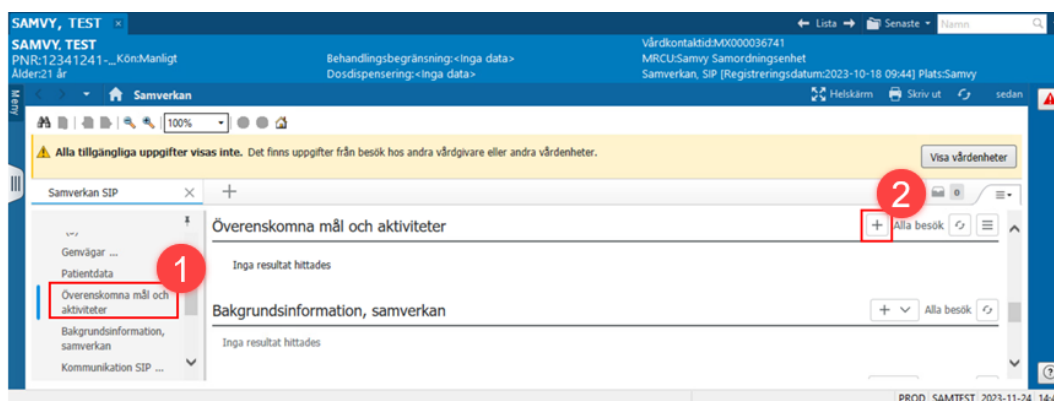 SAMVY, TEST
Lista
Senaste
Namn
SAMVY, TEST
PNR:12341241-_Kön:Manligt
Ålder:21 år
Behandlingsbegränsning:<Inga data>
Dosdispensering:<Inga data>
Vårdkontaktid:MX000036741
MRCU:Samvy Samordningsenhet
Samverkan, SIP [Registreringsdatum:2023-10-18 09:44] Plats:Samvy
Meny
Samverkan
Helskärm
Skriv ut
sedan
100%
Alla tillgängliga uppgifter visas inte. Det finns uppgifter från besök hos andra vårdgivare eller andra vårdenheter.
Visa vårdenheter
Samverkan SIP
2
0
Genvägar ...
Patientdata
1
Överenskomna mål och
aktiviteter
Bakgrundsinformation,
samverkan
Kommunikation SIP ...
Överenskomna mål och aktiviteter
Alla besök
Inga resultat hittades
Bakgrundsinformation, samverkan
Alla besök
Inga resultat hittades
PROD SAMTEST 2023-11-24